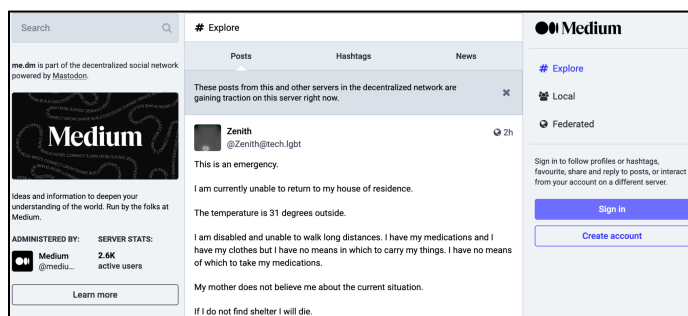 Search
me.dm is part of the decentralized social network
powered by Mastodon.
Medium
Ideas and information to deepen your
understanding of the world. Run by the folks at
Medium.
ADMINISTERED BY:
Medium
@mediu...
SERVER STATS:
2.6K
active users
Learn more
# Explore
Posts
Hashtags
News
These posts from this and other servers in the decentralized network are
gaining traction on this server right now.
Zenith
@Zenith@tech.lgbt
2h
This is an emergency.
I am currently unable to return to my house of residence.
The temperature is 31 degrees outside.
I am disabled and unable to walk long distances. I have my medications and I
have my clothes but I have no means in which to carry my things. I have no means
of which to take my medications.
My mother does not believe me about the current situation.
If I do not find shelter I will die.
Medium
# Explore
Local
Federated
Sign in to follow profiles or hashtags,
favourite, share and reply to posts, or interact
from your account on a different server.
Sign in
Create account